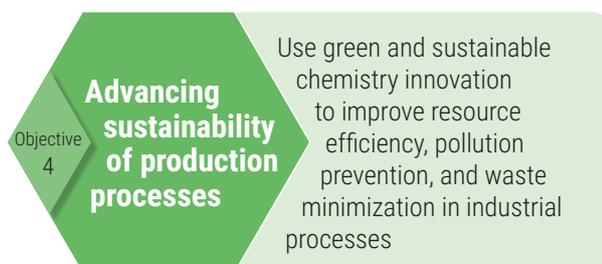 Objective
4
Advancing
sustainability
of production
processes
Use green and sustainable
chemistry innovation
to improve resource
efficiency, pollution
prevention, and waste
minimization in industrial
processes